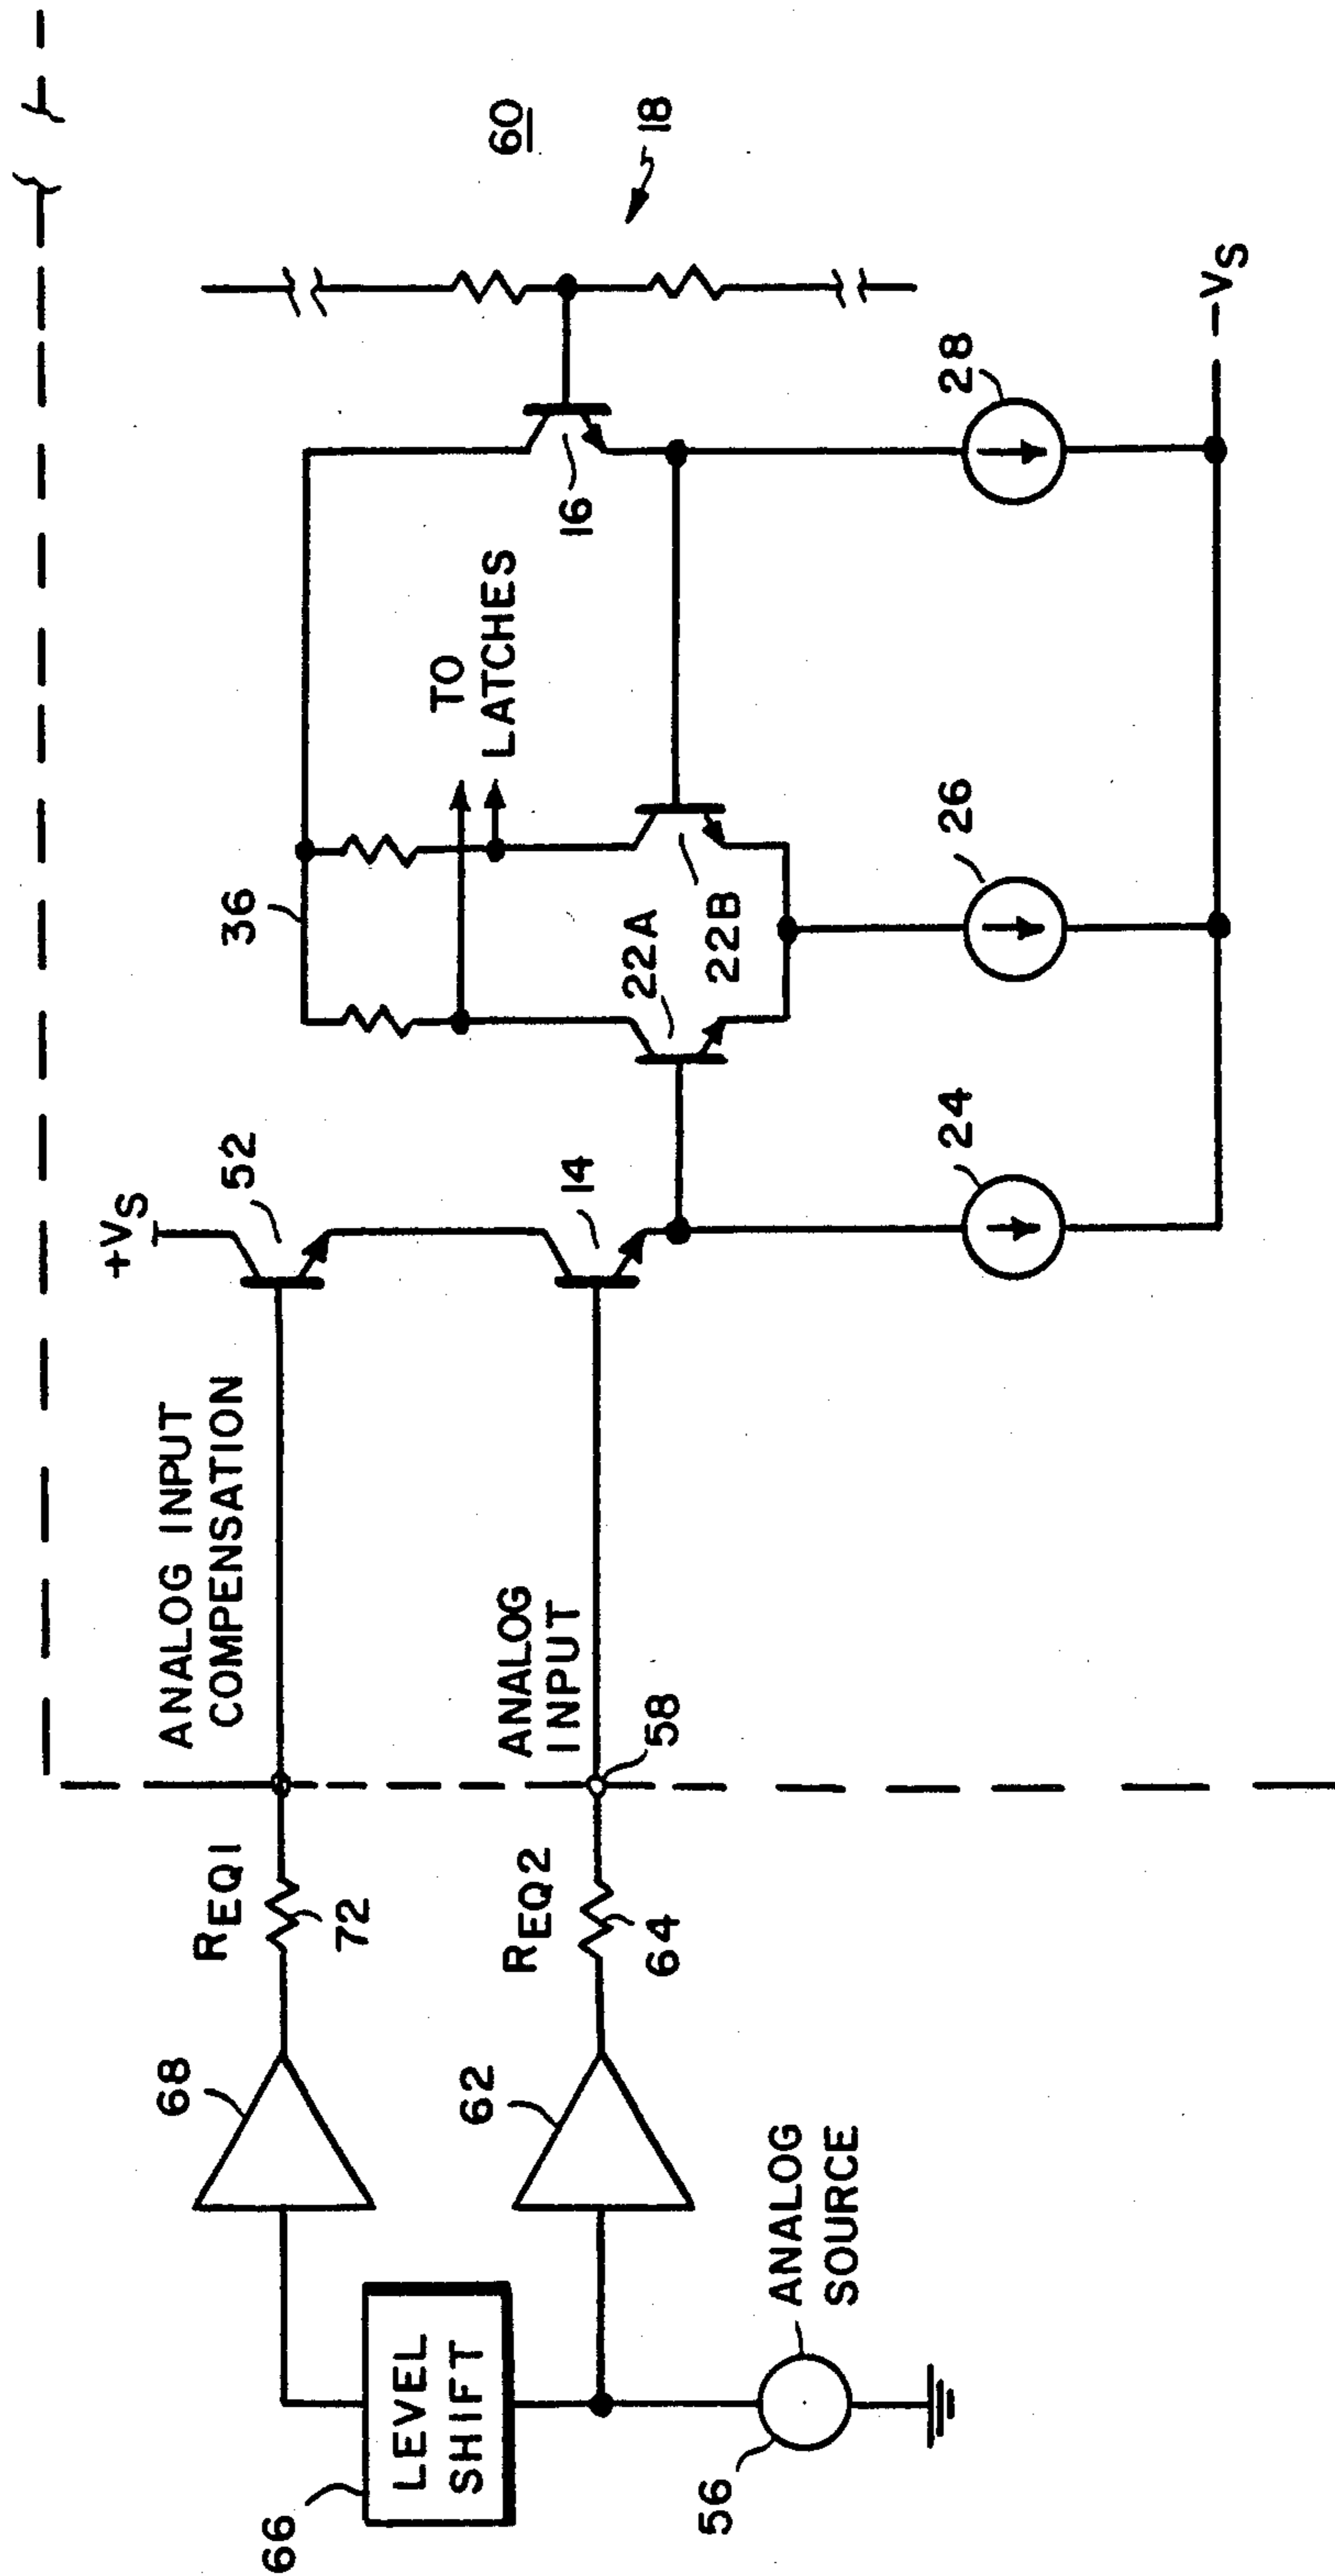 66
LEVEL
SHIFT
68
62
56
ANALOG
SOURCE
REQ1
72
REQ2
64
58
ANALOG INPUT
COMPENSATION
ANALOG
INPUT
+VS
52
14
24
36
22A
22B
26
TO
LATCHES
16
28
-VS
60
18